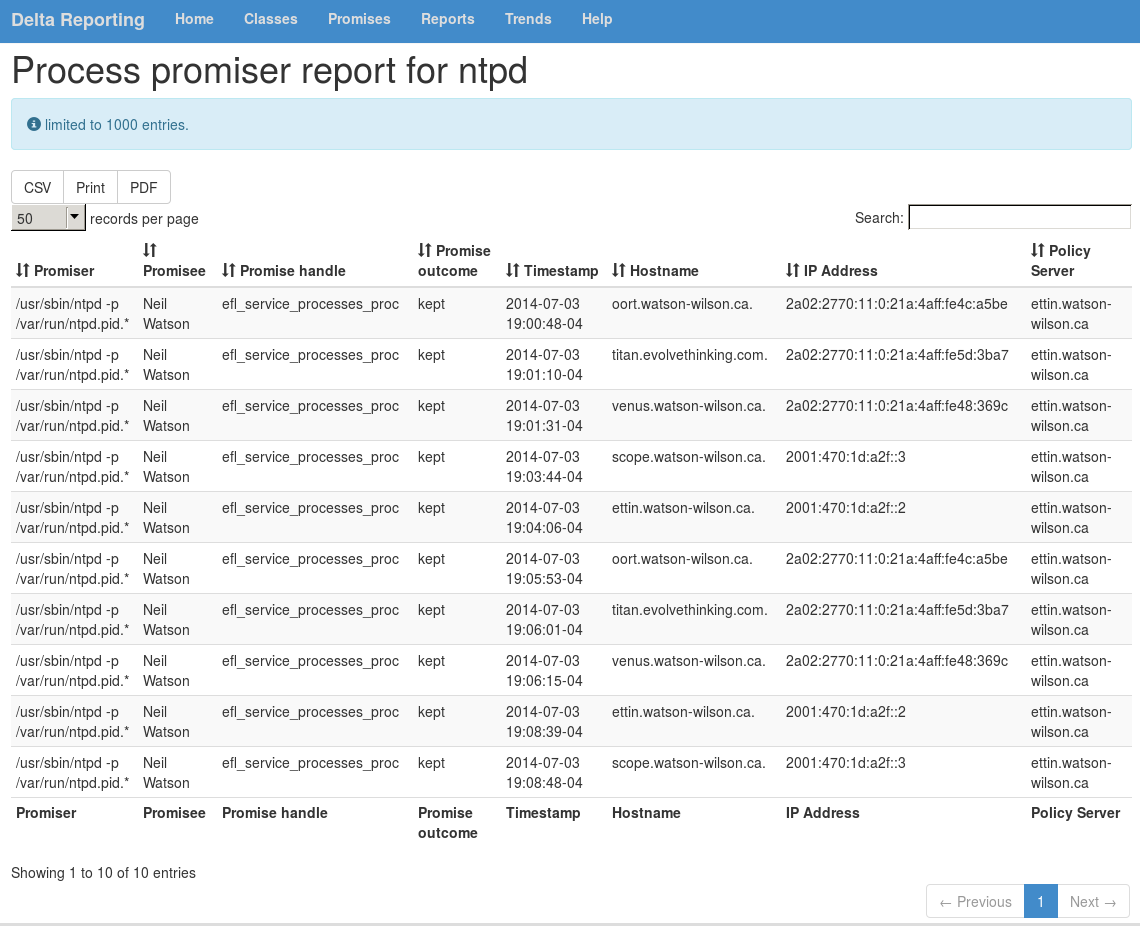 Delta Reporting Home Classes Promises Reports Trends Help
Process promiser report for ntpd
limited to 1000 entries.
CSV Print PDF
50 records per page Search:
Promiser Promisee Promise handle Promise outcome Timestamp Hostname IP Address Policy Server
/usr/sbin/ntpd -p Neil efl_service_processes_proc kept 2014-07-03 oort.watson-wilson.ca. 2a02:2770:11:0:21a:4aff:fe4c:a5be ettin.watson-
/var/run/ntpd.pid.* Watson 19:00:48-04 wilson.ca
/usr/sbin/ntpd -p Neil efl_service_processes_proc kept 2014-07-03 titan.evolvethinking.com. 2a02:2770:11:0:21a:4aff:fe5d:3ba7 ettin.watson-
/var/run/ntpd.pid.* Watson 19:01:10-04 wilson.ca
/usr/sbin/ntpd -p Neil efl_service_processes_proc kept 2014-07-03 venus.watson-wilson.ca. 2a02:2770:11:0:21a:4aff:fe48:369c ettin.watson-
/var/run/ntpd.pid.* Watson 19:01:31-04 wilson.ca
/usr/sbin/ntpd -p Neil efl_service_processes_proc kept 2014-07-03 scope.watson-wilson.ca. 2001:470:1d:a2f::3 ettin.watson-
/var/run/ntpd.pid.* Watson 19:03:44-04 wilson.ca
/usr/sbin/ntpd -p Neil efl_service_processes_proc kept 2014-07-03 ettin.watson-wilson.ca. 2001:470:1d:a2f::2 ettin.watson-
/var/run/ntpd.pid.* Watson 19:04:06-04 wilson.ca
/usr/sbin/ntpd -p Neil efl_service_processes_proc kept 2014-07-03 oort.watson-wilson.ca. 2a02:2770:11:0:21a:4aff:fe4c:a5be ettin.watson-
/var/run/ntpd.pid.* Watson 19:05:53-04 wilson.ca
/usr/sbin/ntpd -p Neil efl_service_processes_proc kept 2014-07-03 titan.evolvethinking.com. 2a02:2770:11:0:21a:4aff:fe5d:3ba7 ettin.watson-
/var/run/ntpd.pid.* Watson 19:06:01-04 wilson.ca
/usr/sbin/ntpd -p Neil efl_service_processes_proc kept 2014-07-03 venus.watson-wilson.ca. 2a02:2770:11:0:21a:4aff:fe48:369c ettin.watson-
/var/run/ntpd.pid.* Watson 19:06:15-04 wilson.ca
/usr/sbin/ntpd -p Neil efl_service_processes_proc kept 2014-07-03 ettin.watson-wilson.ca. 2001:470:1d:a2f::2 ettin.watson-
/var/run/ntpd.pid.* Watson 19:08:39-04 wilson.ca
/usr/sbin/ntpd -p Neil efl_service_processes_proc kept 2014-07-03 scope.watson-wilson.ca. 2001:470:1d:a2f::3 ettin.watson-
/var/run/ntpd.pid.* Watson 19:08:48-04 wilson.ca
Promiser Promisee Promise handle Promise Timestamp Hostname IP Address Policy Server
outcome
Showing 1 to 10 of 10 entries
← Previous 1 Next →